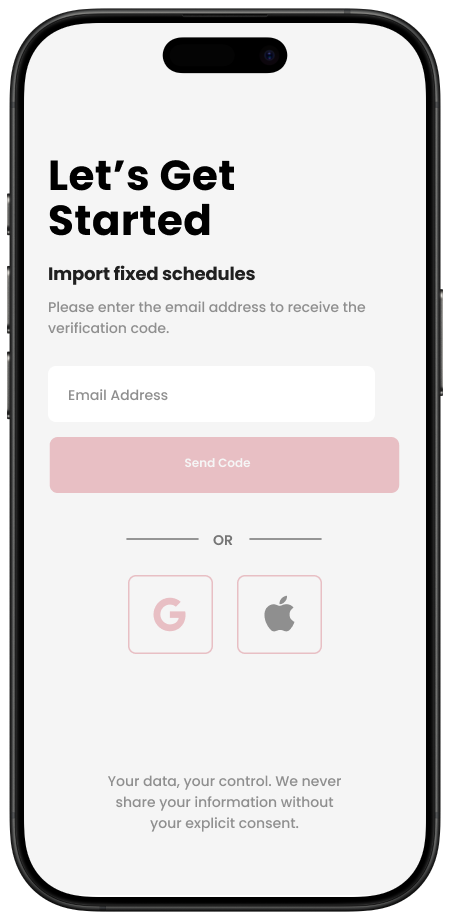 Let’s Get
Started
Import fixed schedules
Please enter the email address to receive the
verification code.
Email Address
Send Code
OR
G
Your data, your control. We never
share your information without
your explicit consent.